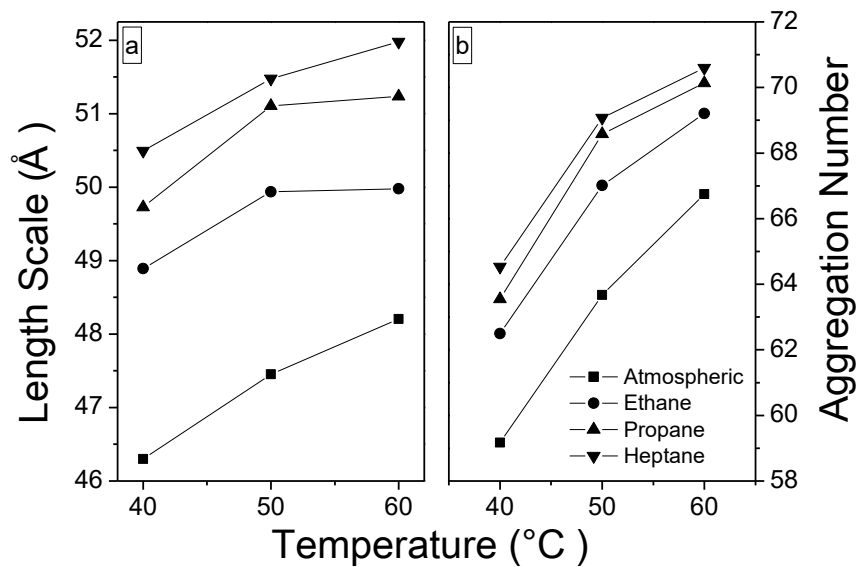 a
b
52
51
50
49
48
47
46
Length Scale (Å )
40
50
60
40
50
60
Temperature (°C )
72
70
68
66
64
62
60
58
Aggregation Number
Atmospheric
Ethane
Propane
Heptane